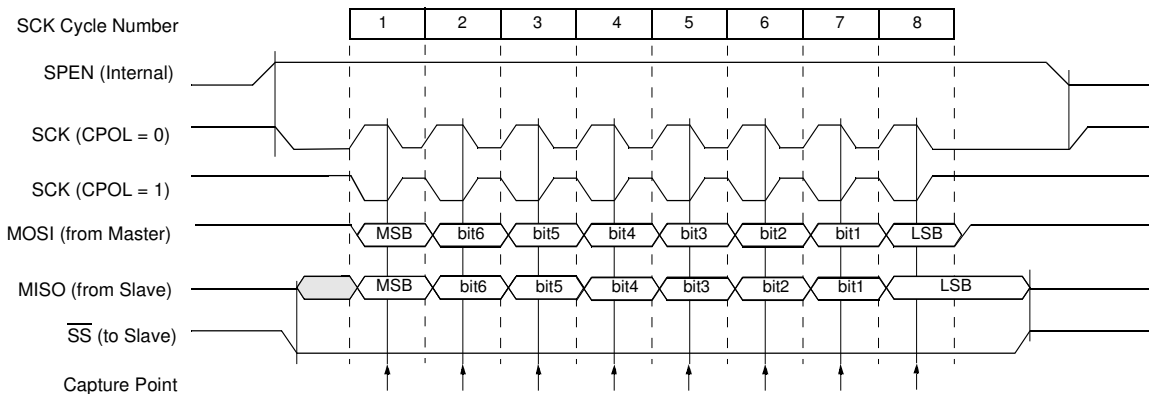 SCK Cycle Number 1 2 3 4 5 6 7 8
SPEN (Internal)
SCK (CPOL = 0)
SCK (CPOL = 1)
MOSI (from Master) MSB bit6 bit5 bit4 bit3 bit2 bit1 LSB
MISO (from Slave) MSB bit6 bit5 bit4 bit3 bit2 bit1 LSB
SS (to Slave)
Capture Point